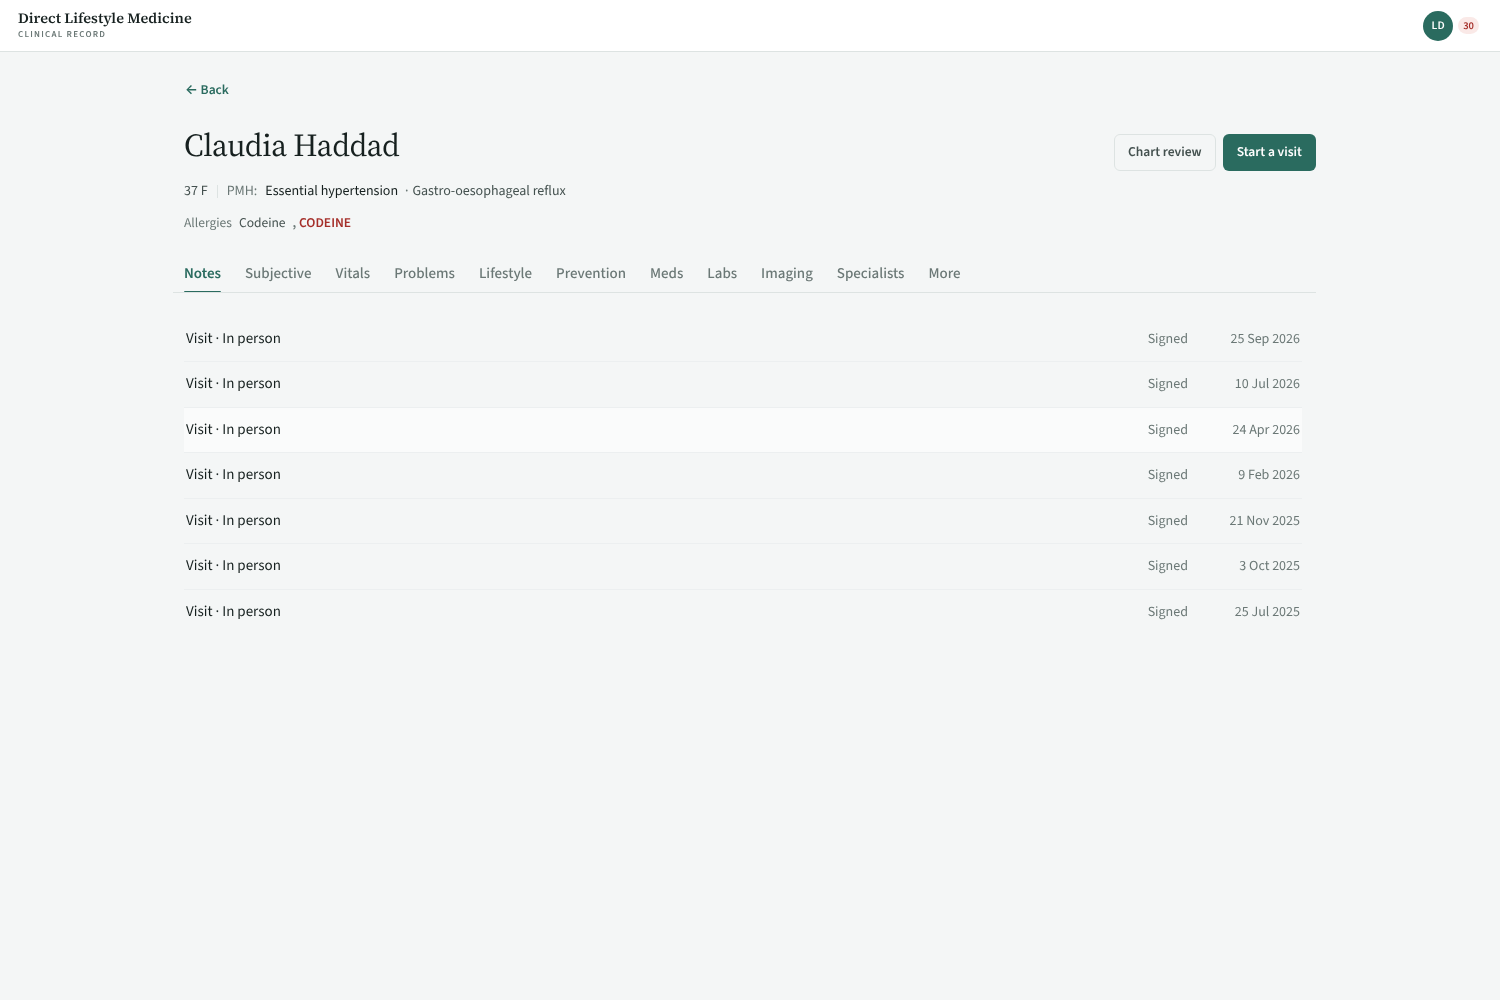 Direct Lifestyle Medicine
CLINICAL RECORD
LD 30
← Back
Claudia Haddad
Chart review Start a visit
37 F PMH: Essential hypertension · Gastro-oesophageal reflux
Allergies Codeine , CODEINE
Notes Subjective Vitals Problems Lifestyle Prevention Meds Labs Imaging Specialists More
Visit · In person Signed 25 Sep 2026
Visit · In person Signed 10 Jul 2026
Visit · In person Signed 24 Apr 2026
Visit · In person Signed 9 Feb 2026
Visit · In person Signed 21 Nov 2025
Visit · In person Signed 3 Oct 2025
Visit · In person Signed 25 Jul 2025